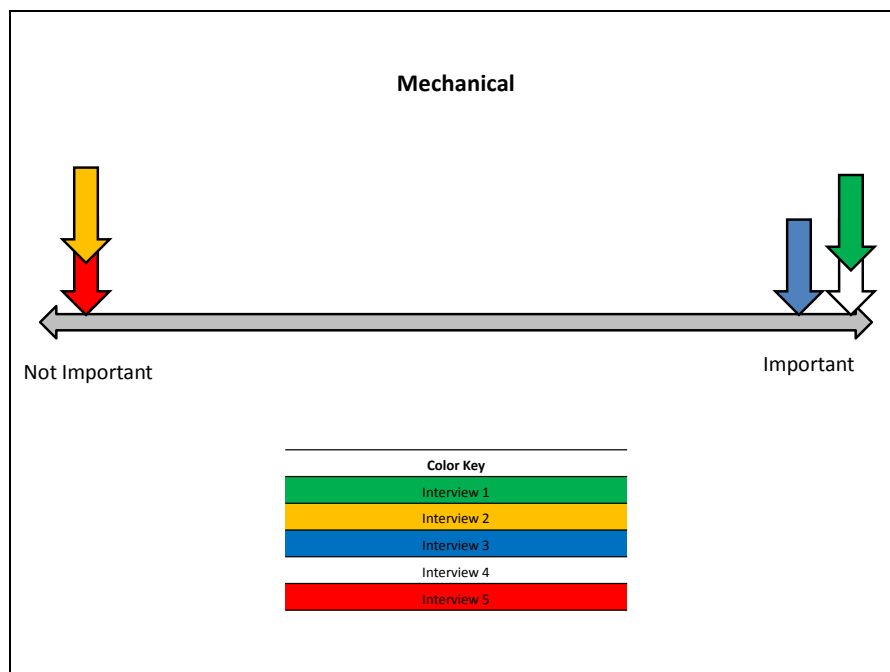 Mechanical
Not Important
Important
Color Key
Interview 1
Interview 2
Interview 3
Interview 4
Interview 5